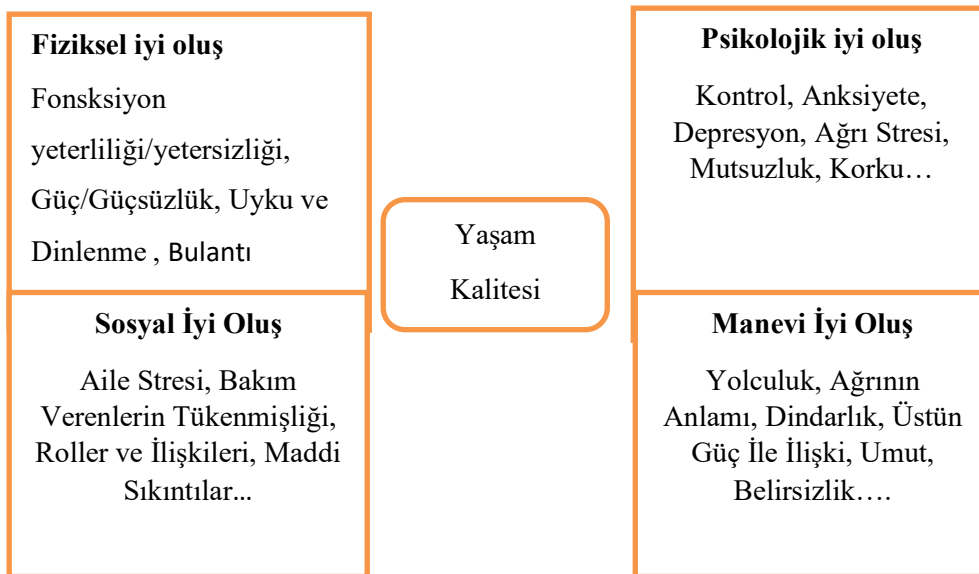 Fiziksel iyi oluş
Fonsksiyon
yeterliliği/yetersizliği,
Güç/Güçsüzlük, Uyku ve
Dinlenme , Bulantı
Psikolojik iyi oluş
Kontrol, Anksiyete,
Depresyon, Ağrı Stresi,
Mutsuzluk, Korku…
Yaşam
Kalitesi
Sosyal İyi Oluş
Aile Stresi, Bakım
Verenlerin Tükenmişliği,
Roller ve İlişkileri, Maddi
Sıkıntılar...
Manevi İyi Oluş
Yolculuk, Ağrının
Anlamı, Dindarlık, Üstün
Güç İle İlişki, Umut,
Belirsizlik….